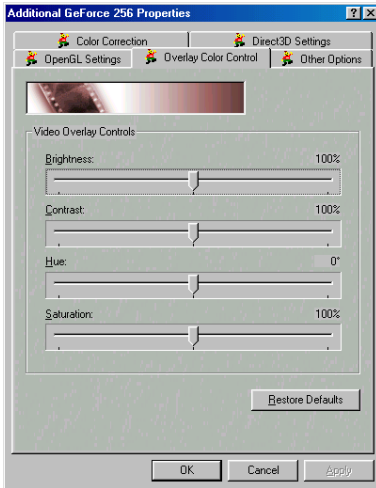 Additional GeForce 256 Properties
Color Correction
Direct3D Settings
OpenGL Settings
Overlay Color Control
Other Options
Video Overlay Controls
Brightness: 100%
Contrast: 100%
Hue: 0°
Saturation: 100%
Restore Defaults
OK
Cancel
Apply